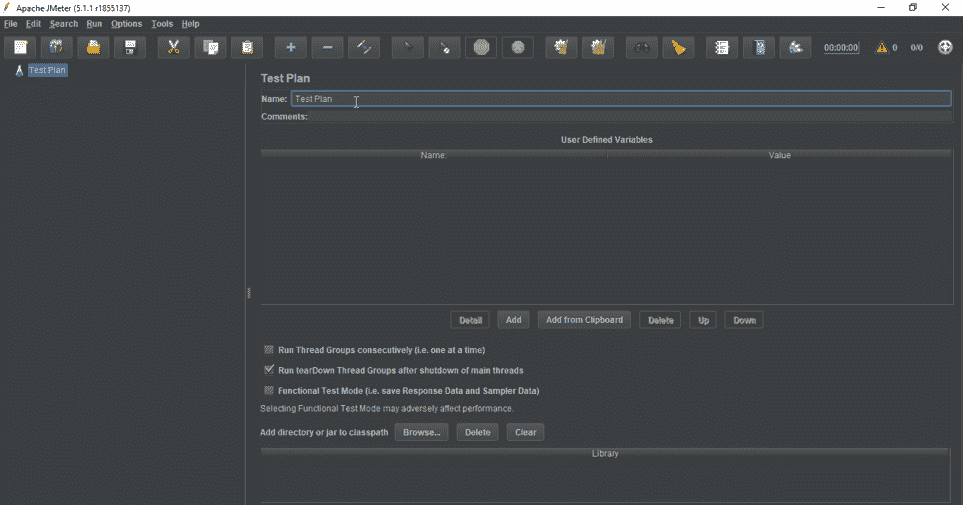 Apache JMeter (5.1.1 r1855137)
File Edit Search Run Options Tools Help
00:00:00 0 0/0
Test Plan
Test Plan
Name: Test Plan
Comments:
User Defined Variables
Name: Value
Detail Add Add from Clipboard Delete Up Down
Run Thread Groups consecutively (i.e. one at a time)
Run tearDown Thread Groups after shutdown of main threads
Functional Test Mode (i.e. save Response Data and Sampler Data)
Selecting Functional Test Mode may adversely affect performance.
Add directory or jar to classpath Browse... Delete Clear
Library